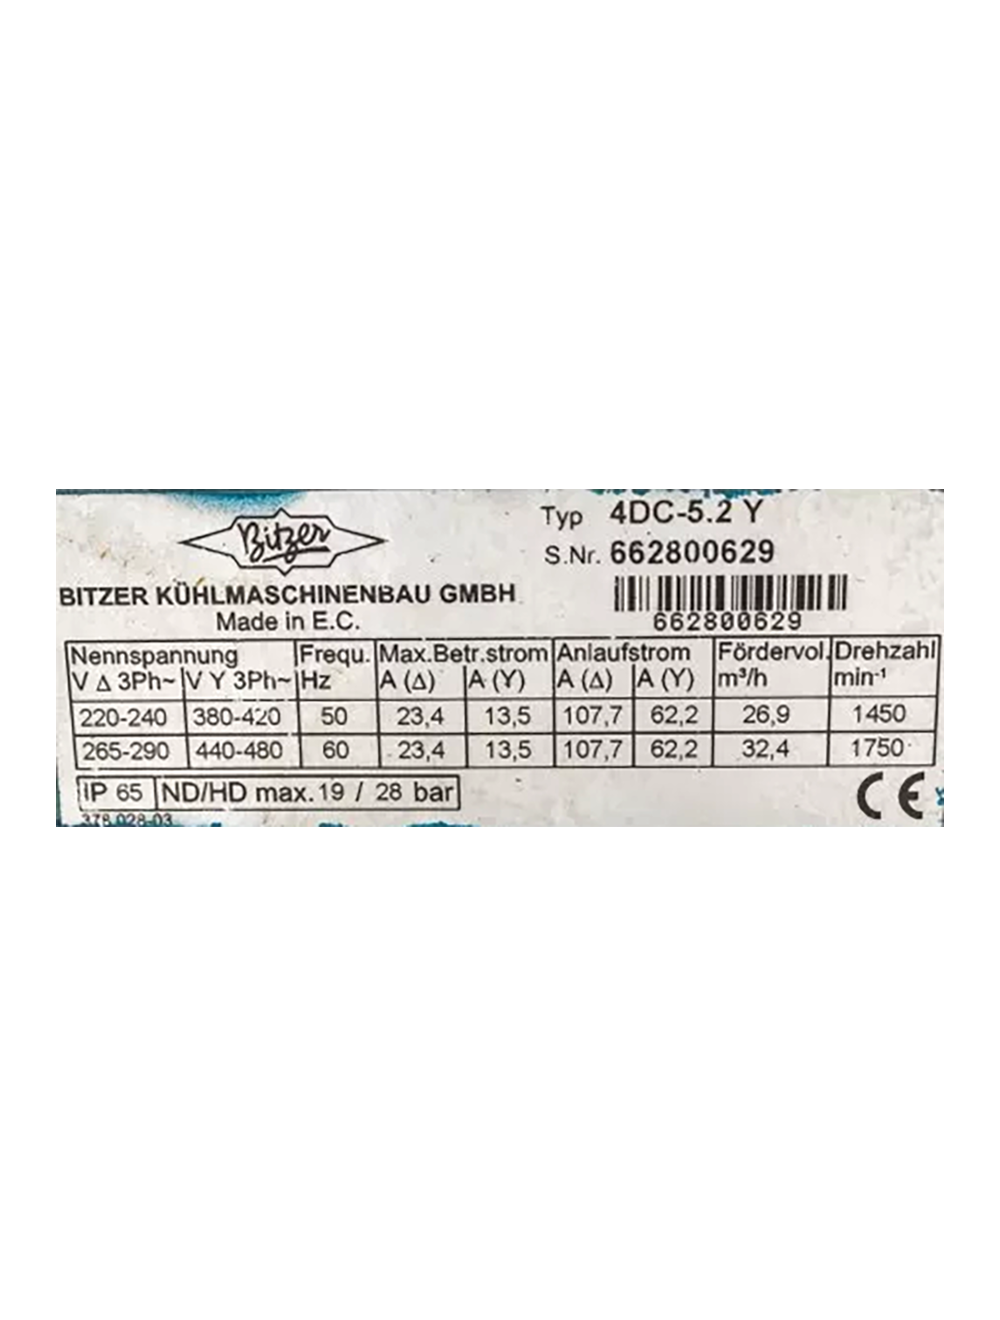 Bitzer
Typ 4DC-5.2 Y
S.Nr. 662800629
BITZER KÜHLMASCHINENBAU GMBH
Made in E.C.
662800629
Nennspannung Frequ. Max.Betr.strom Anlaufstrom Fördervol. Drehzahl
V Δ 3Ph~ V Y 3Ph~ Hz A (Δ) A (Y) A (Δ) A (Y) m³/h min-¹
220-240 380-420 50 23,4 13,5 107,7 62,2 26,9 1450
265-290 440-480 60 23,4 13,5 107,7 62,2 32,4 1750
IP 65 ND/HD max. 19 / 28 bar CE
378 028-03